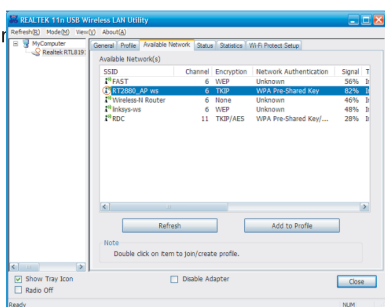 REALTEK 11n USB Wireless LAN Utility
Refresh(R) Mode(M) View(V) About(A)
MyComputer
Realtek RTL819
General Profile Available Network Status Statistics Wi-Fi Protect Setup
Available Network(s)
SSID Channel Encryption Network Authentication Signal T
FAST 6 WEP Unknown 56% I
RT2880_AP ws 6 TKIP WPA Pre-Shared Key 82% I
Wireless-N Router 6 None Unknown 46% I
linksys-ws 6 WEP Unknown 48% I
RDC 11 TKIP/AES WPA Pre-Shared Key/... 28% I
Refresh Add to Profile
Note
Double click on item to join/create profile.
Show Tray Icon Disable Adapter Close
Radio Off
Ready NUM